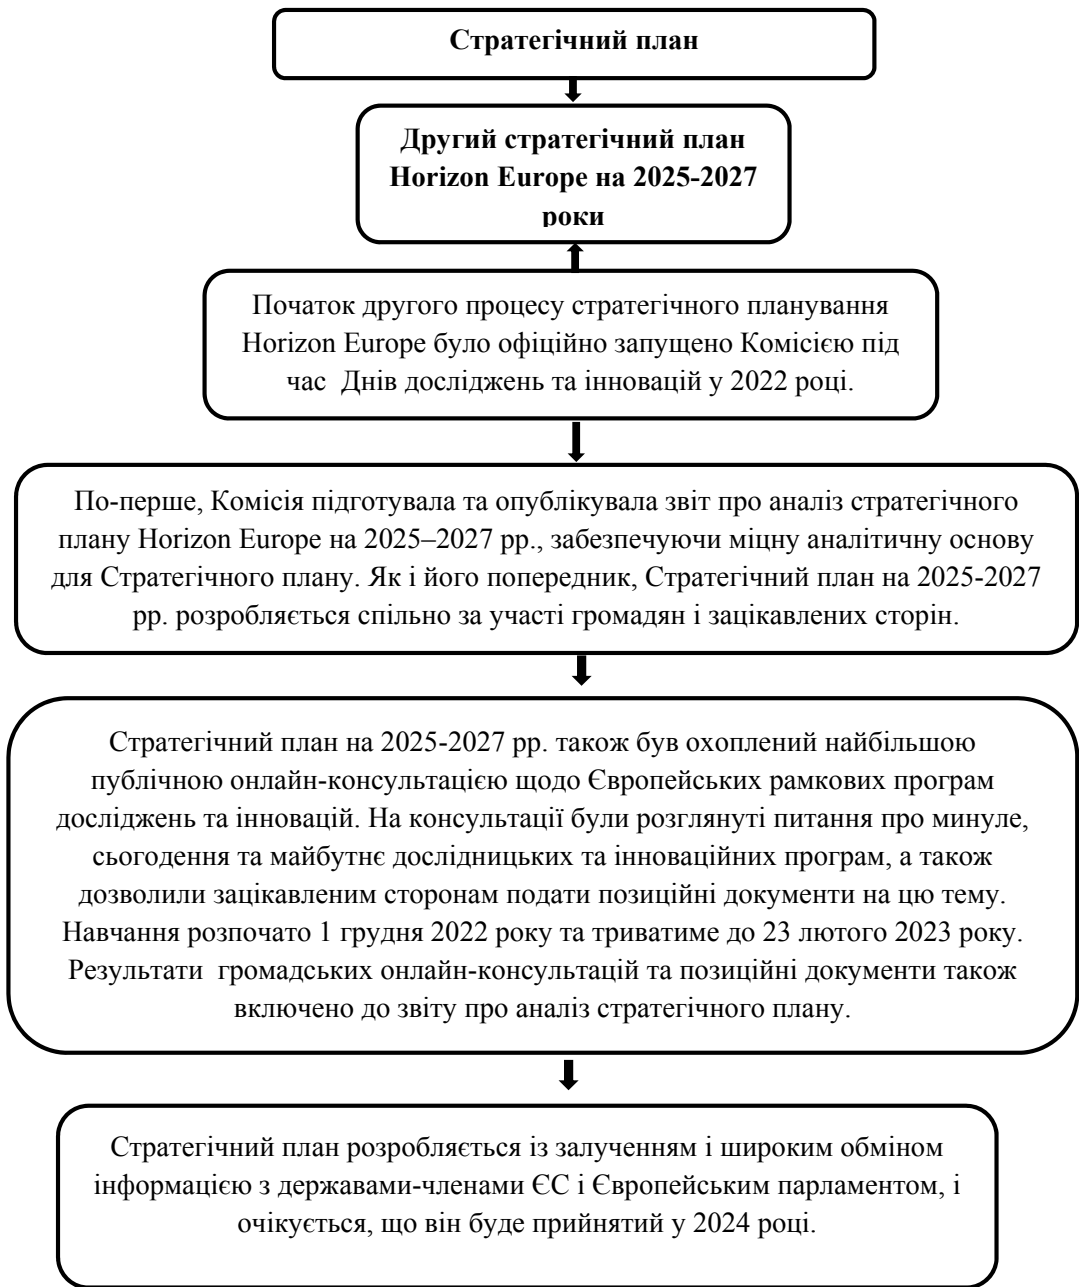 Стратегічний план
Другий стратегічний план
Horizon Europe на 2025-2027
роки
Початок другого процесу стратегічного планування
Horizon Europe було офіційно запущено Комісією під
час Днів досліджень та інновацій у 2022 році.
По-перше, Комісія підготувала та опублікувала звіт про аналіз стратегічного
плану Horizon Europe на 2025–2027 рр., забезпечуючи міцну аналітичну основу
для Стратегічного плану. Як і його попередник, Стратегічний план на 2025-2027
рр. розробляється спільно за участі громадян і зацікавлених сторін.
Стратегічний план на 2025-2027 рр. також був охоплений найбільшою
публічною онлайн-консультацією щодо Європейських рамкових програм
досліджень та інновацій. На консультації були розглянуті питання про минуле,
сьогодення та майбутнє дослідницьких та інноваційних програм, а також
дозволили зацікавленим сторонам подати позиційні документи на цю тему.
Навчання розпочато 1 грудня 2022 року та триватиме до 23 лютого 2023 року.
Результати громадських онлайн-консультацій та позиційні документи також
включено до звіту про аналіз стратегічного плану.
Стратегічний план розробляється із залученням і широким обміном
інформацією з державами-членами ЄС і Європейським парламентом, і
очікується, що він буде прийнятий у 2024 році.